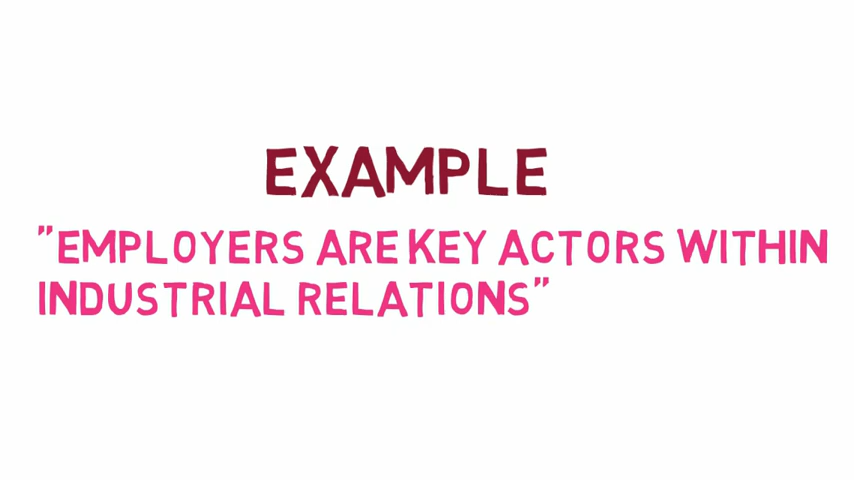 EXAMPLE
"EMPLOYERS ARE KEY ACTORS WITHIN
INDUSTRIAL RELATIONS"